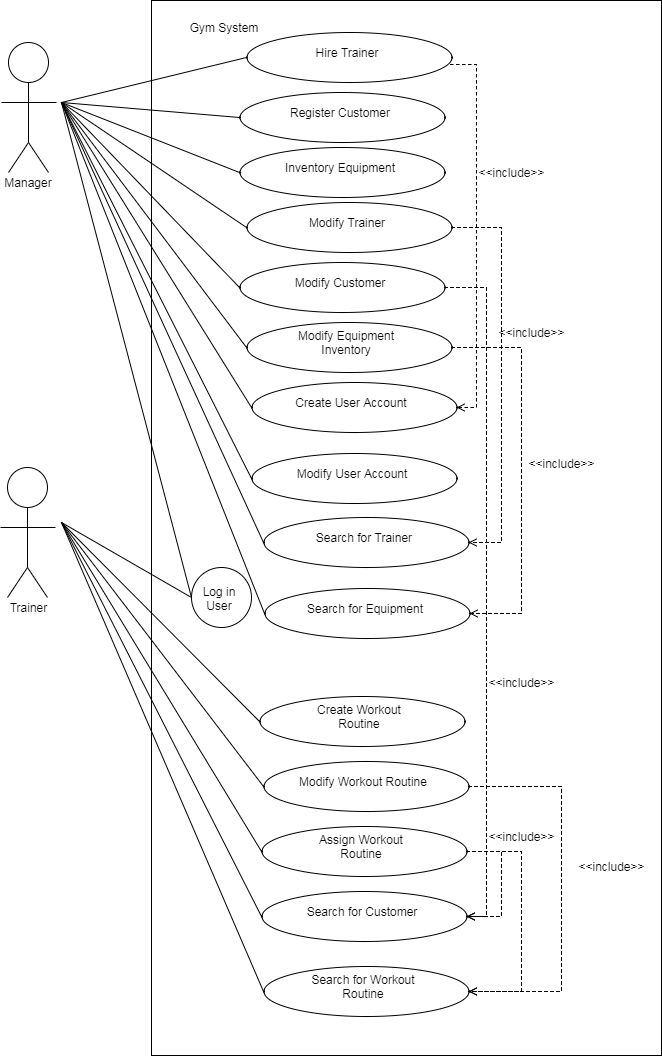 Gym System
Hire Trainer
Register Customer
Inventory Equipment
<<include>>
Manager
Modify Trainer
Modify Customer
<<include>>
Modify Equipment
Inventory
Create User Account
<<include>>
Modify User Account
Search for Trainer
Log in
User
Trainer
Search for Equipment
<<include>>
Create Workout
Routine
Modify Workout Routine
<<include>>
Assign Workout
Routine
<<include>>
Search for Customer
Search for Workout
Routine